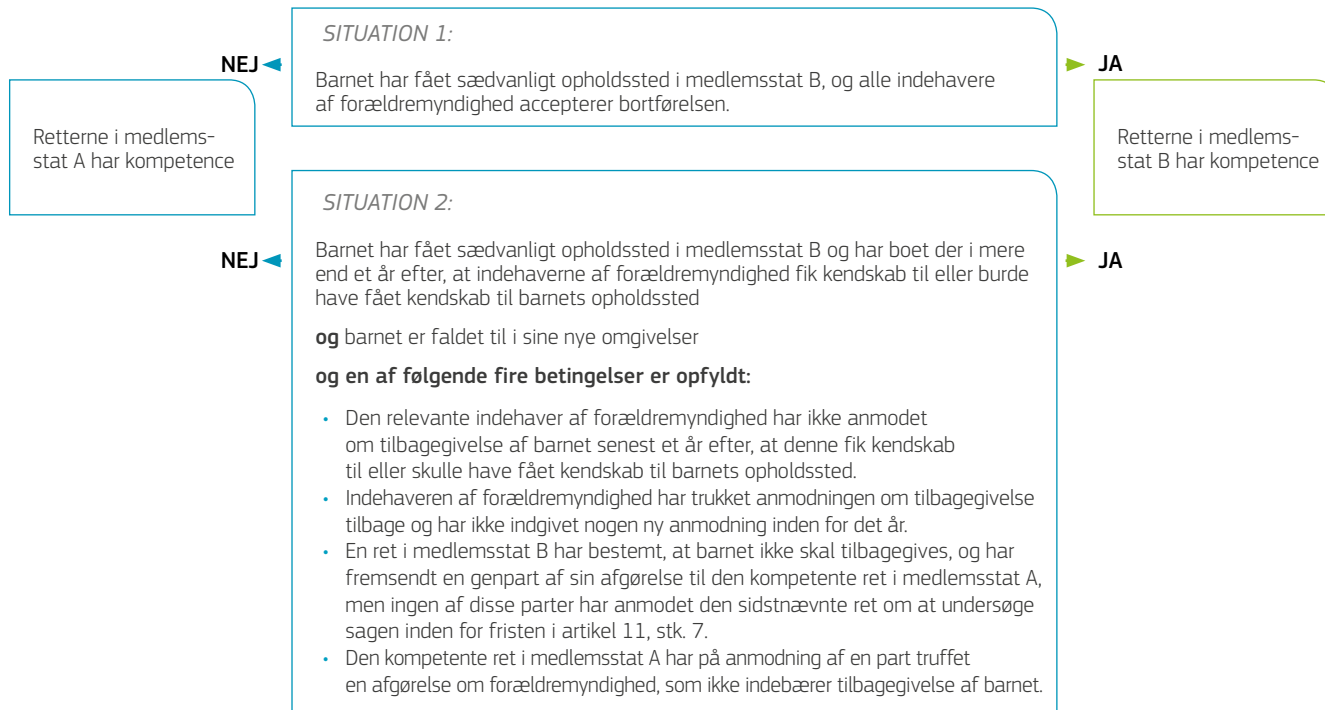 SITUATION 1:
NEJ
JA
Barnet har fået sædvanligt opholdssted i medlemsstat B, og alle indehavere
af forældremyndighed accepterer bortførelsen.
Retterne i medlems-
stat A har kompetence
Retterne i medlems-
stat B har kompetence
SITUATION 2:
NEJ
JA
Barnet har fået sædvanligt opholdssted i medlemsstat B og har boet der i mere
end et år efter, at indehaverne af forældremyndighed fik kendskab til eller burde
have fået kendskab til barnets opholdssted
og barnet er faldet til i sine nye omgivelser
og en af følgende fire betingelser er opfyldt:
• Den relevante indehaver af forældremyndighed har ikke anmodet
om tilbagegivelse af barnet senest et år efter, at denne fik kendskab
til eller skulle have fået kendskab til barnets opholdssted.
• Indehaveren af forældremyndighed har trukket anmodningen om tilbagegivelse
tilbage og har ikke indgivet nogen ny anmodning inden for det år.
• En ret i medlemsstat B har bestemt, at barnet ikke skal tilbagegives, og har
fremsendt en genpart af sin afgørelse til den kompetente ret i medlemsstat A,
men ingen af disse parter har anmodet den sidstnævnte ret om at undersøge
sagen inden for fristen i artikel 11, stk. 7.
• Den kompetente ret i medlemsstat A har på anmodning af en part truffet
en afgørelse om forældremyndighed, som ikke indebærer tilbagegivelse af barnet.